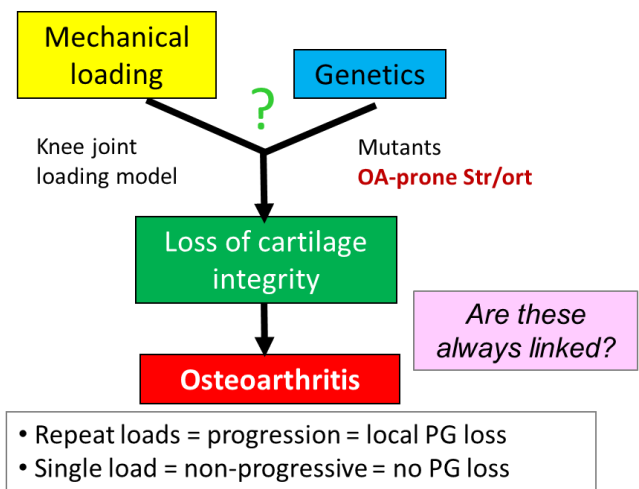 Mechanical
loading
Genetics
?
Knee joint
loading model
Mutants
OA-prone Str/ort
Loss of cartilage
integrity
Are these
always linked?
Osteoarthritis
• Repeat loads = progression = local PG loss
• Single load = non-progressive = no PG loss